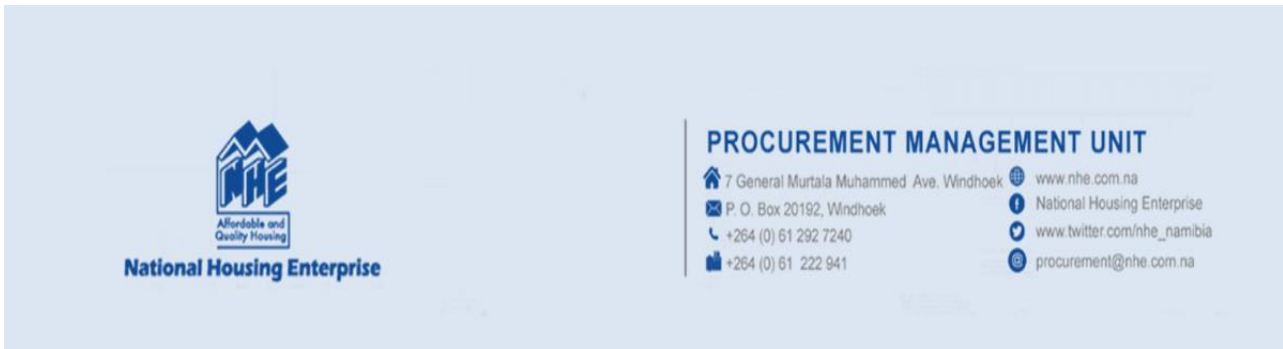 NHE
Affordable and
Quality Housing
National Housing Enterprise
PROCUREMENT MANAGEMENT UNIT
7 General Murtala Muhammed Ave. Windhoek
P. O. Box 20192, Windhoek
+264 (0) 61 292 7240
+264 (0) 61 222 941
www.nhe.com.na
National Housing Enterprise
www.twitter.com/nhe_namibia
procurement@nhe.com.na